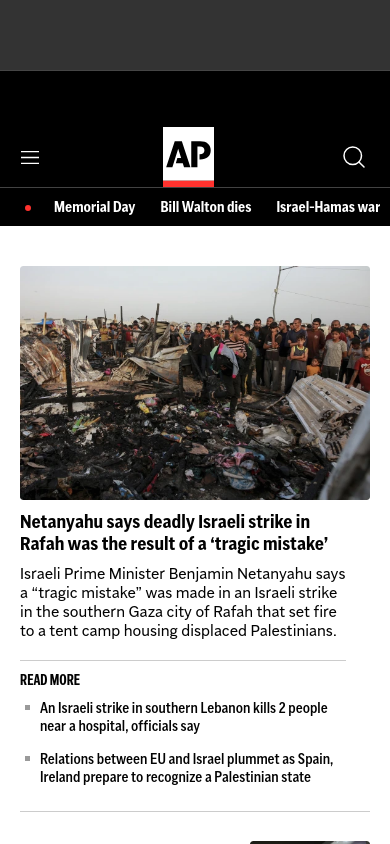 AP
Memorial Day
Bill Walton dies
Israel-Hamas war
Netanyahu says deadly Israeli strike in
Rafah was the result of a ‘tragic mistake’
Israeli Prime Minister Benjamin Netanyahu says
a “tragic mistake” was made in an Israeli strike
in the southern Gaza city of Rafah that set fire
to a tent camp housing displaced Palestinians.
READ MORE
An Israeli strike in southern Lebanon kills 2 people
near a hospital, officials say
Relations between EU and Israel plummet as Spain,
Ireland prepare to recognize a Palestinian state